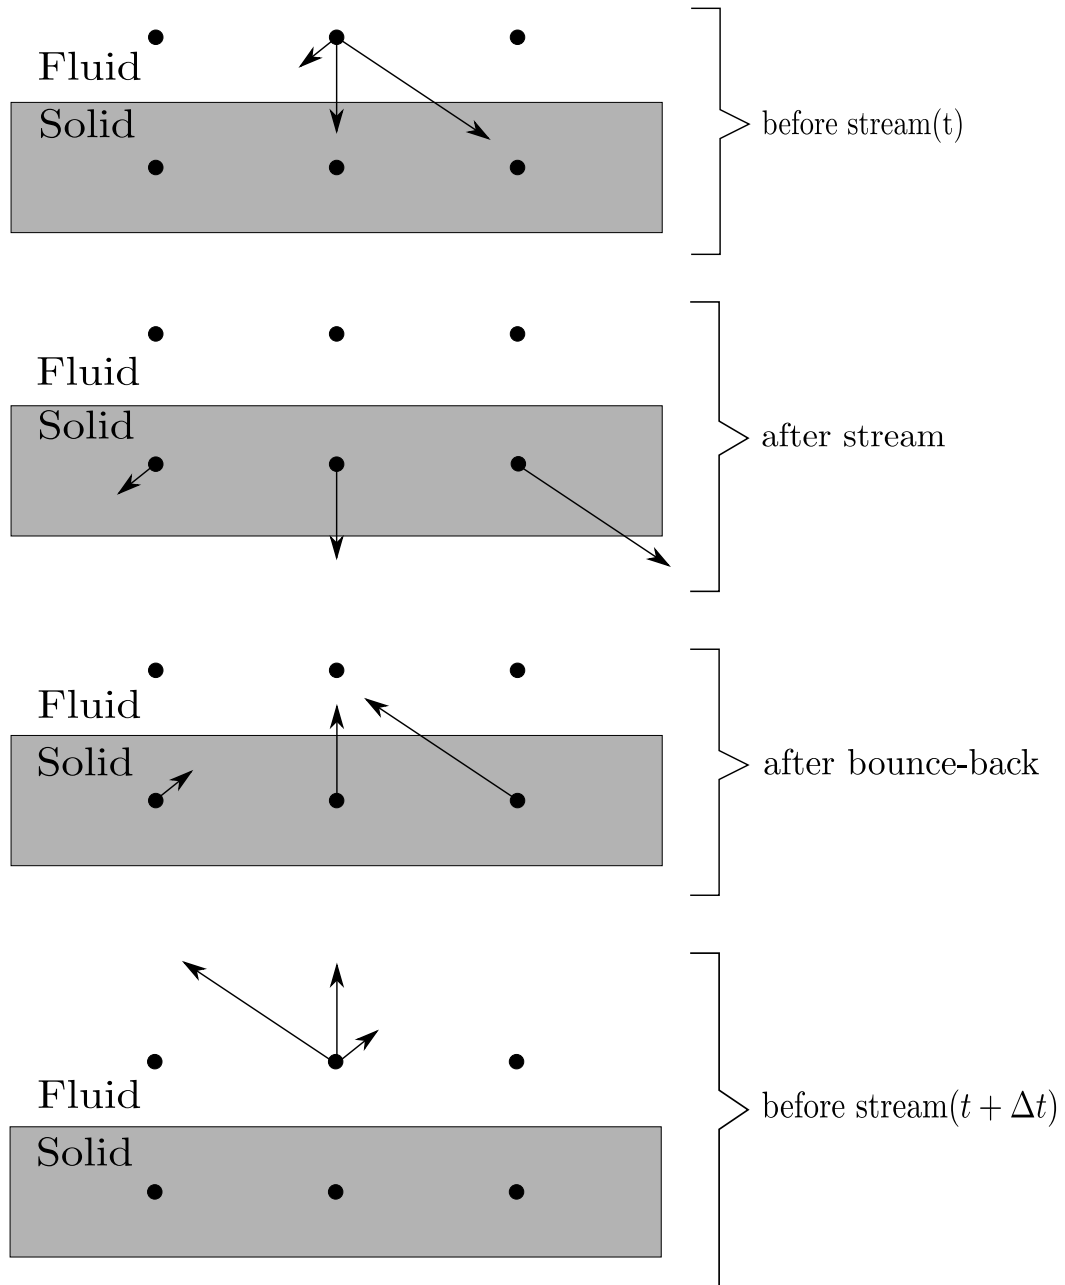 Fluid
Solid
before stream(t)
Fluid
Solid
after stream
Fluid
Solid
after bounce-back
Fluid
Solid
before stream(t + Δt)